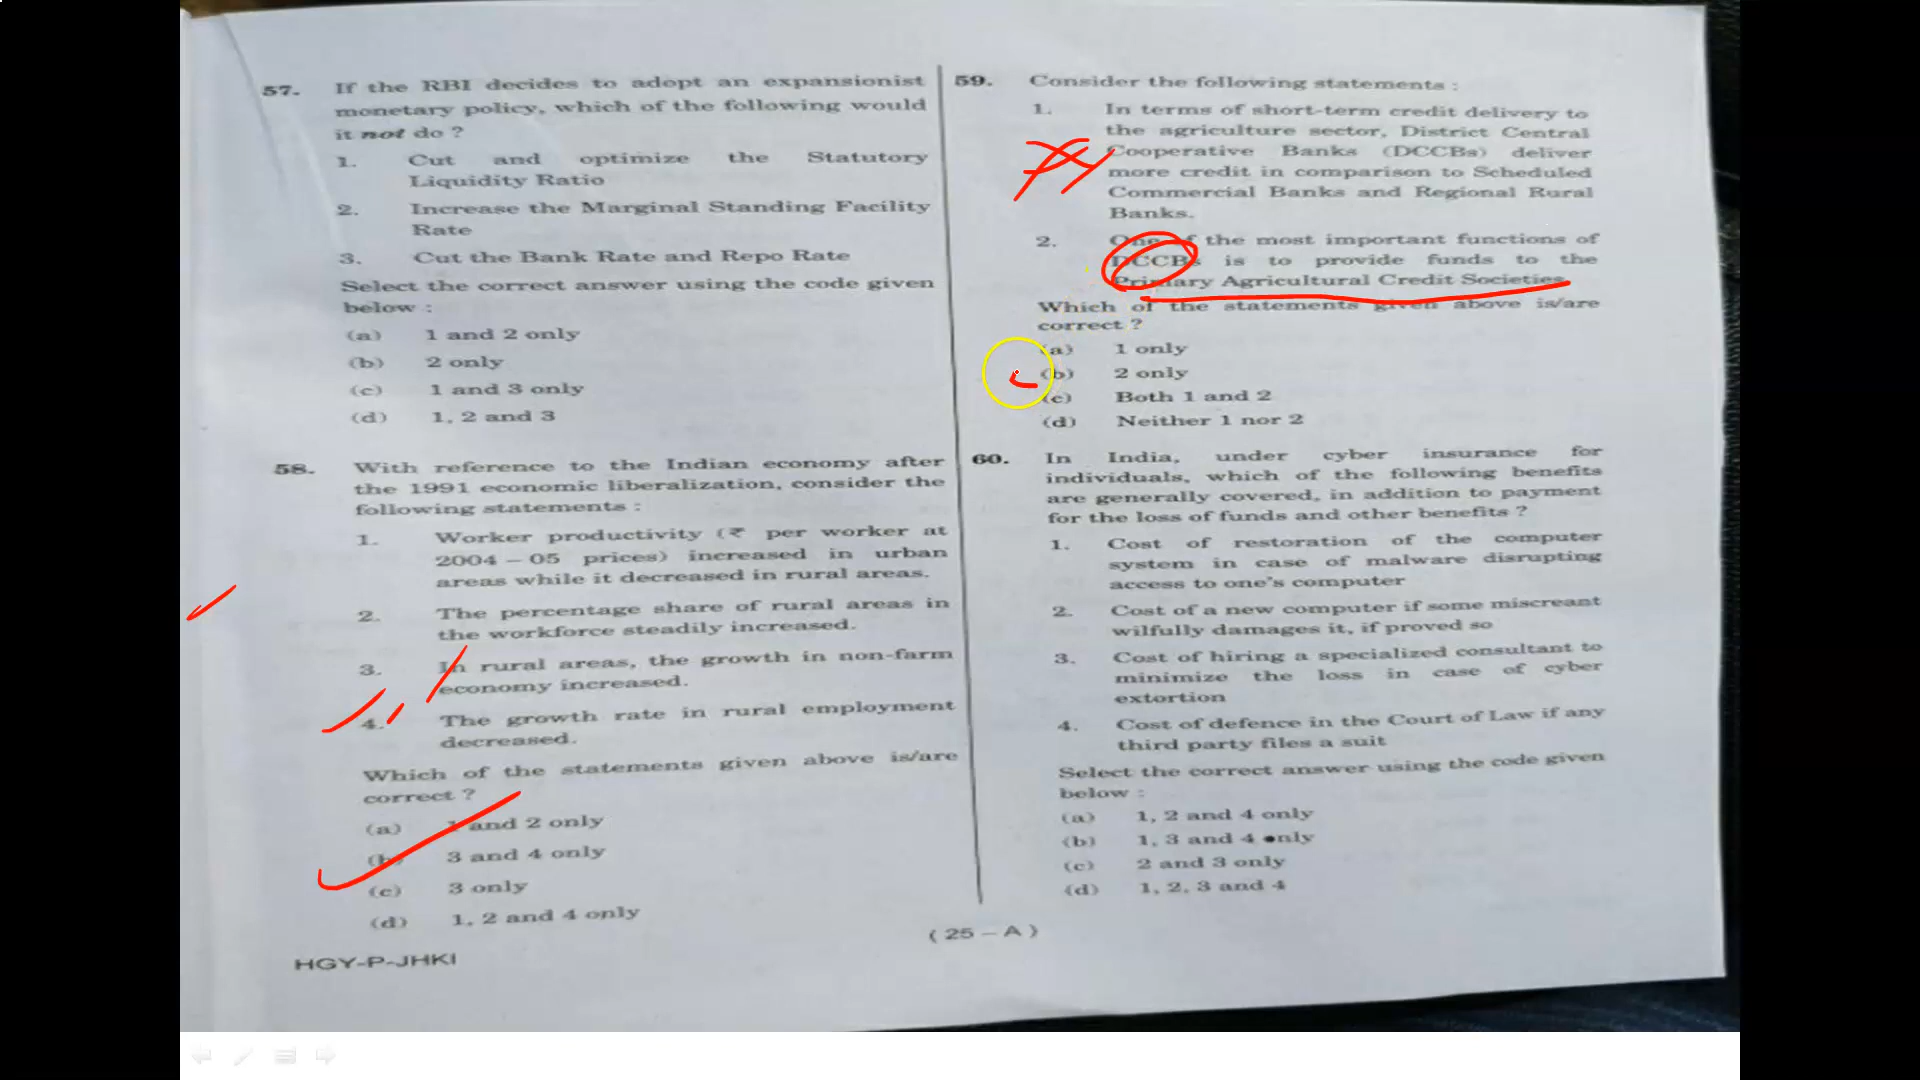 57. If the RBI decides to adopt an expansionist
monetary policy, which of the following would
it not do ?
1. Cut and optimize the Statutory
Liquidity Ratio
2. Increase the Marginal Standing Facility
Rate
3. Cut the Bank Rate and Repo Rate
Select the correct answer using the code given
below :
(a) 1 and 2 only
(b) 2 only
(c) 1 and 3 only
(d) 1, 2 and 3
58. With reference to the Indian economy after
the 1991 economic liberalization, consider the
following statements :
1. Worker productivity (₹ per worker at
2004 – 05 prices) increased in urban
areas while it decreased in rural areas.
2. The percentage share of rural areas in
the workforce steadily increased.
3. In rural areas, the growth in non-farm
economy increased.
4. The growth rate in rural employment
decreased.
Which of the statements given above is/are
correct ?
(a) 1 and 2 only
(b) 3 and 4 only
(c) 3 only
(d) 1, 2 and 4 only
HGY-P-JHKI
59. Consider the following statements :
1. In terms of short-term credit delivery to
the agriculture sector, District Central
Cooperative Banks (DCCBs) deliver
more credit in comparison to Scheduled
Commercial Banks and Regional Rural
Banks.
2. One of the most important functions of
DCCBs is to provide funds to the
Primary Agricultural Credit Societies.
Which of the statements given above is/are
correct ?
(a) 1 only
(b) 2 only
(c) Both 1 and 2
(d) Neither 1 nor 2
60. In India, under cyber insurance for
individuals, which of the following benefits
are generally covered, in addition to payment
for the loss of funds and other benefits ?
1. Cost of restoration of the computer
system in case of malware disrupting
access to one's computer
2. Cost of a new computer if some miscreant
wilfully damages it, if proved so
3. Cost of hiring a specialized consultant to
minimize the loss in case of cyber
extortion
4. Cost of defence in the Court of Law if any
third party files a suit
Select the correct answer using the code given
below :
(a) 1, 2 and 4 only
(b) 1, 3 and 4 only
(c) 2 and 3 only
(d) 1, 2, 3 and 4
( 25 – A )